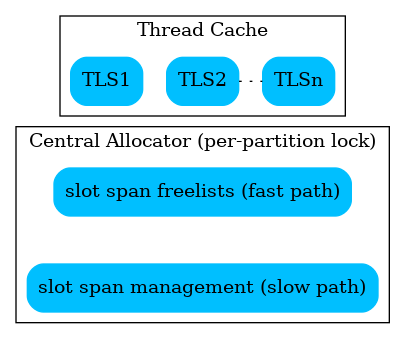 Thread Cache
TLS1 TLS2 . . . TLSn
Central Allocator (per-partition lock)
slot span freelists (fast path)
slot span management (slow path)